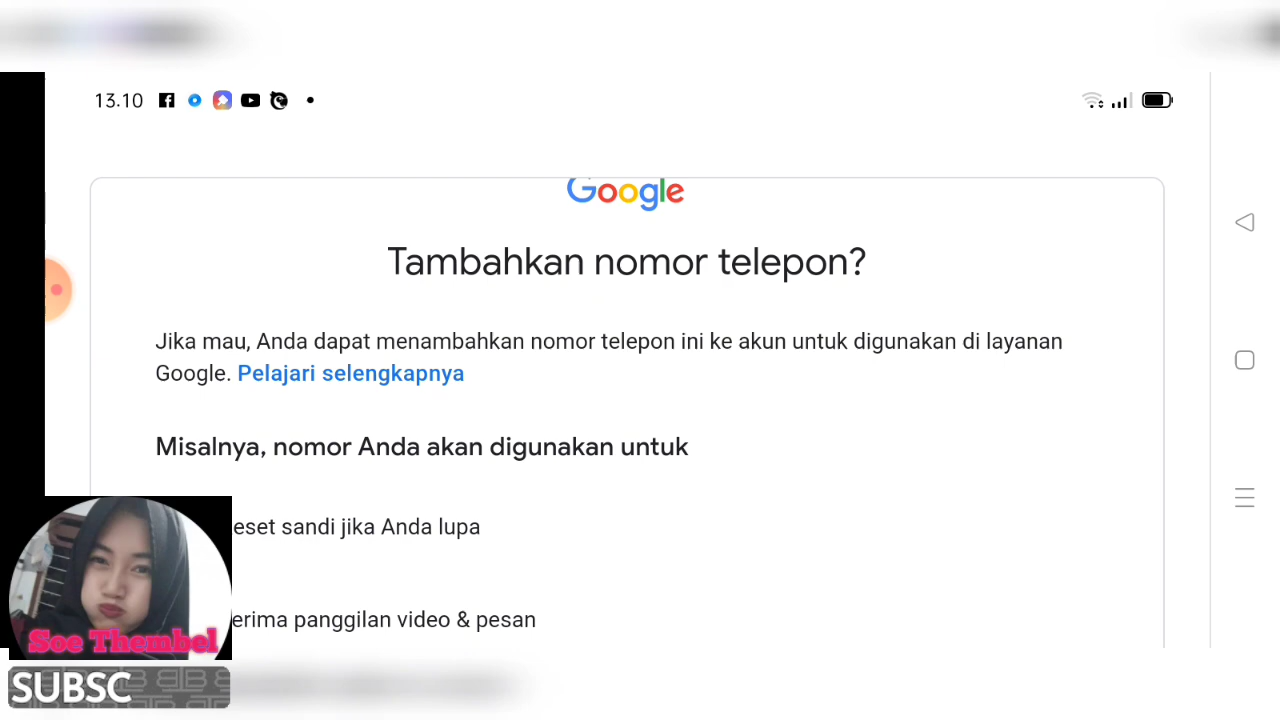 13.10
Google
Tambahkan nomor telepon?
Jika mau, Anda dapat menambahkan nomor telepon ini ke akun untuk digunakan di layanan
Google. Pelajari selengkapnya
Misalnya, nomor Anda akan digunakan untuk
eset sandi jika Anda lupa
erima panggilan video & pesan
Soe Thembel
SUBSC